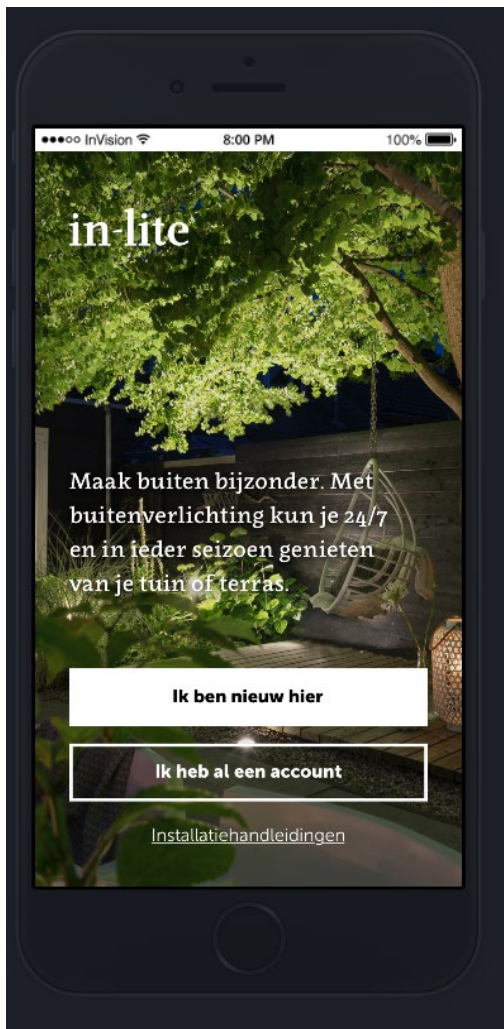 ●●●○○ InVision 8:00 PM 100%
in-lite
Maak buiten bijzonder. Met
buitenverlichting kun je 24/7
en in ieder seizoen genieten
van je tuin of terras.
Ik ben nieuw hier
Ik heb al een account
Installatiehandleidingen